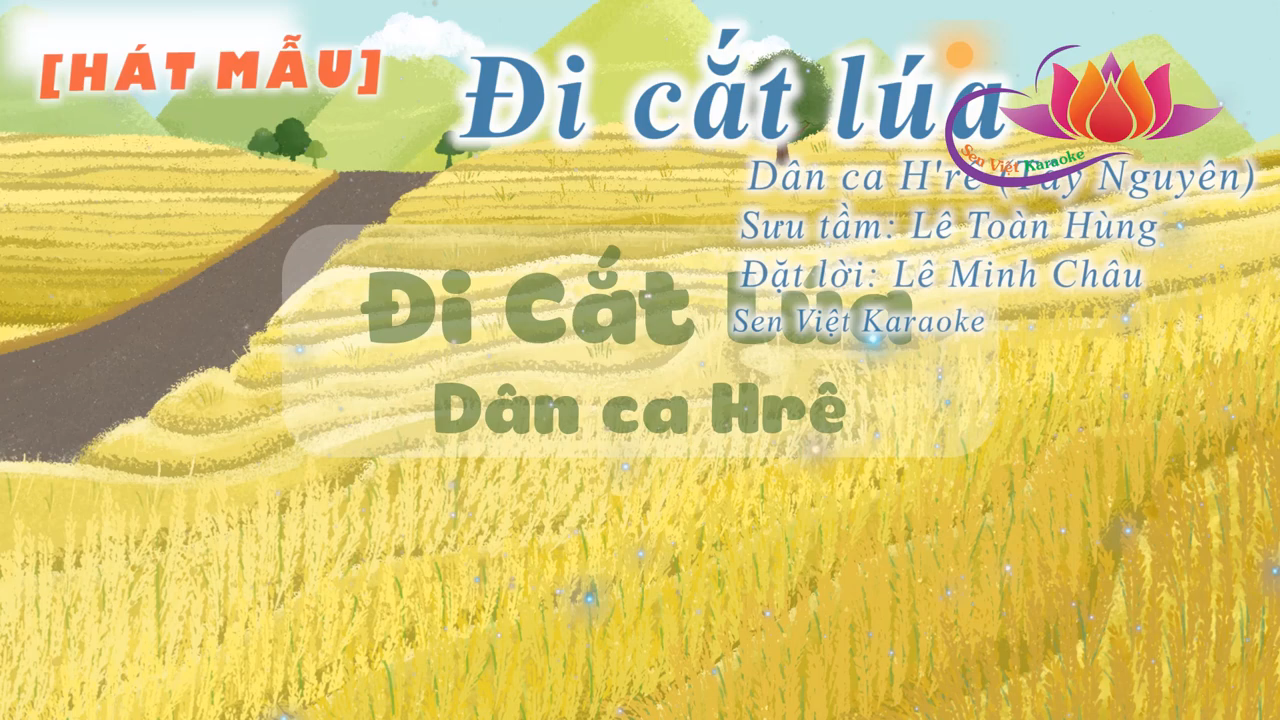 [HÁT MẪU]
Đi cắt lúa
Sen Việt Karaoke
Dân ca H'rê (Tây Nguyên)
Sưu tầm: Lê Toàn Hùng
Đặt lời: Lê Minh Châu
Sen Việt Karaoke
Đi Cắt Lúa
Dân ca Hrê